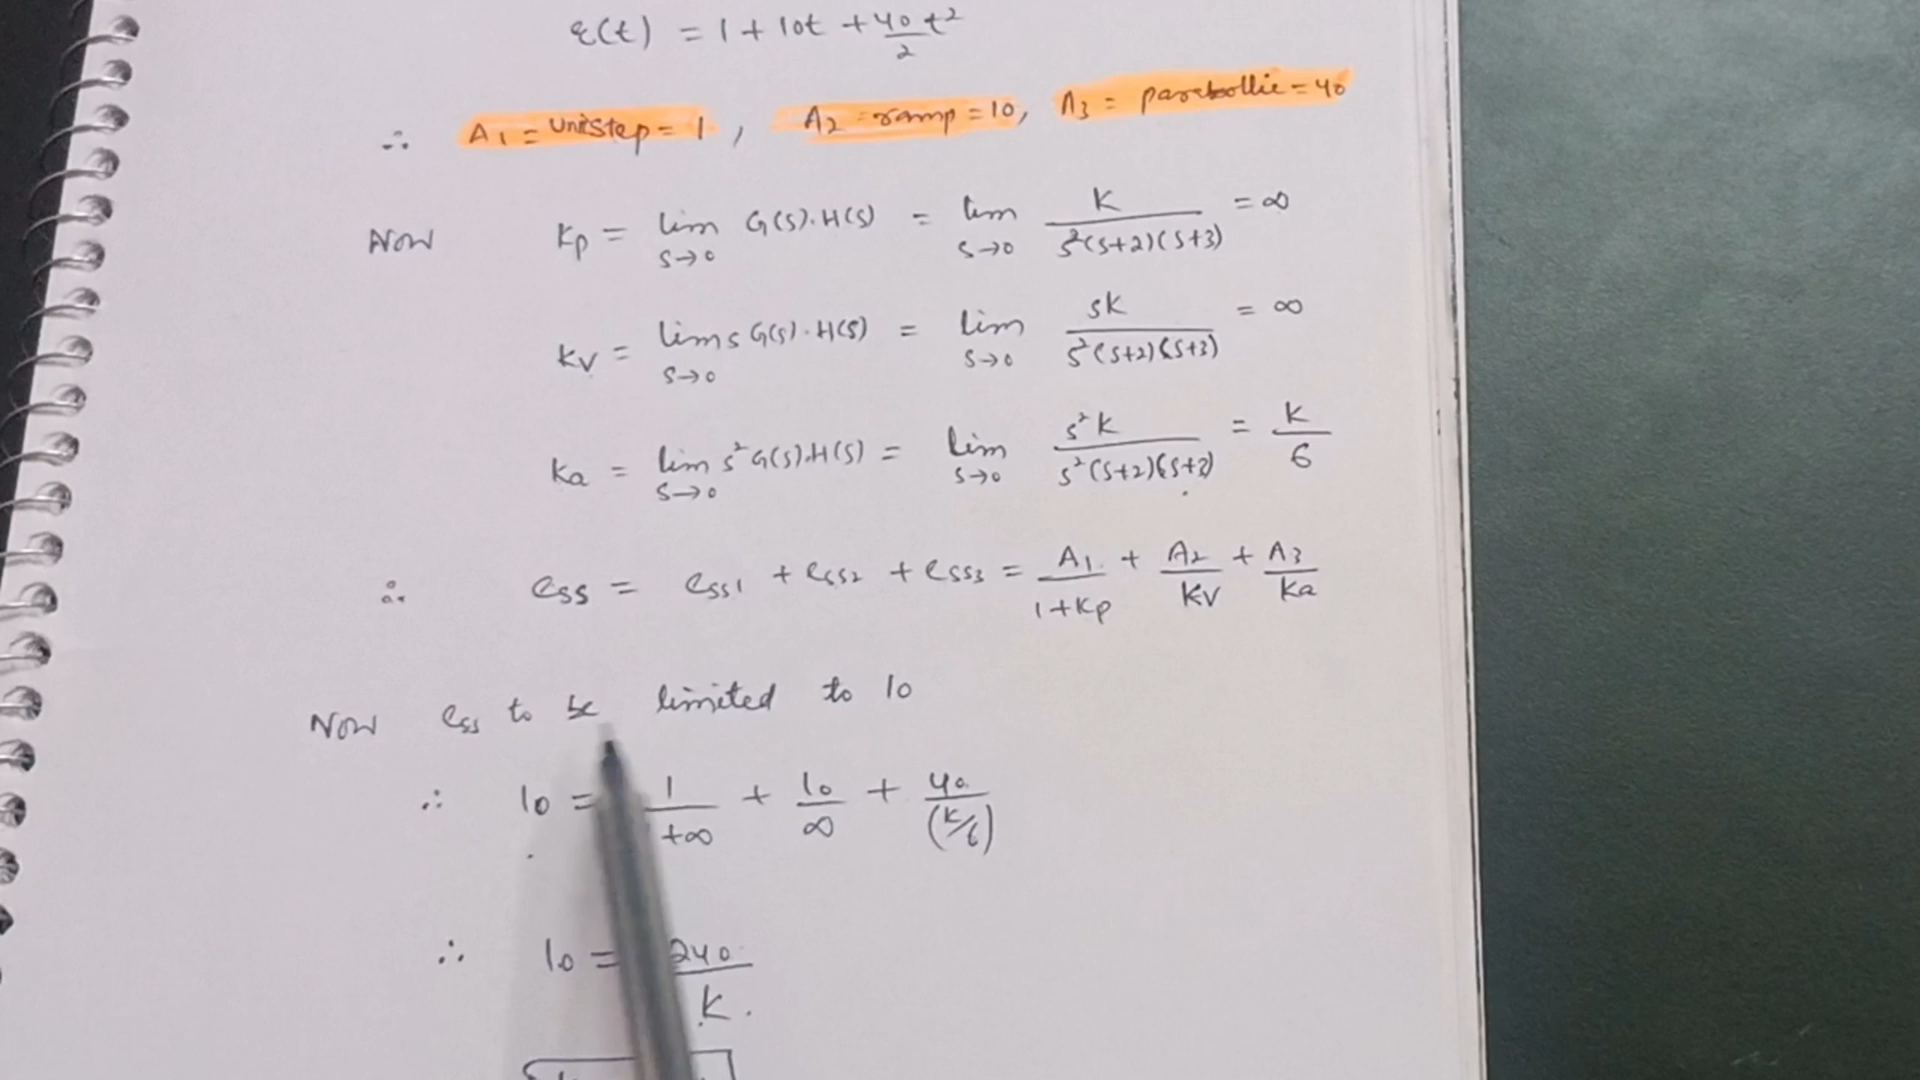 r(t) = 1 + 10t + 40/2 t²
∴ A1 = Unitstep = 1, A2 = ramp = 10, A3 = parabollic = 40
Now Kp = lim s→0 G(s).H(s) = lim s→0 K / s²(s+2)(s+3) = ∞
Kv = lim s→0 s G(s).H(s) = lim s→0 sK / s²(s+2)(s+3) = ∞
Ka = lim s→0 s² G(s).H(s) = lim s→0 s²K / s²(s+2)(s+3) = K/6
∴ ess = ess1 + ess2 + ess3 = A1/1+Kp + A2/Kv + A3/Ka
Now ess to be limited to 10
∴ 10 = 1/+∞ + 10/∞ + 40/(K/6)
∴ 10 = 240/K.